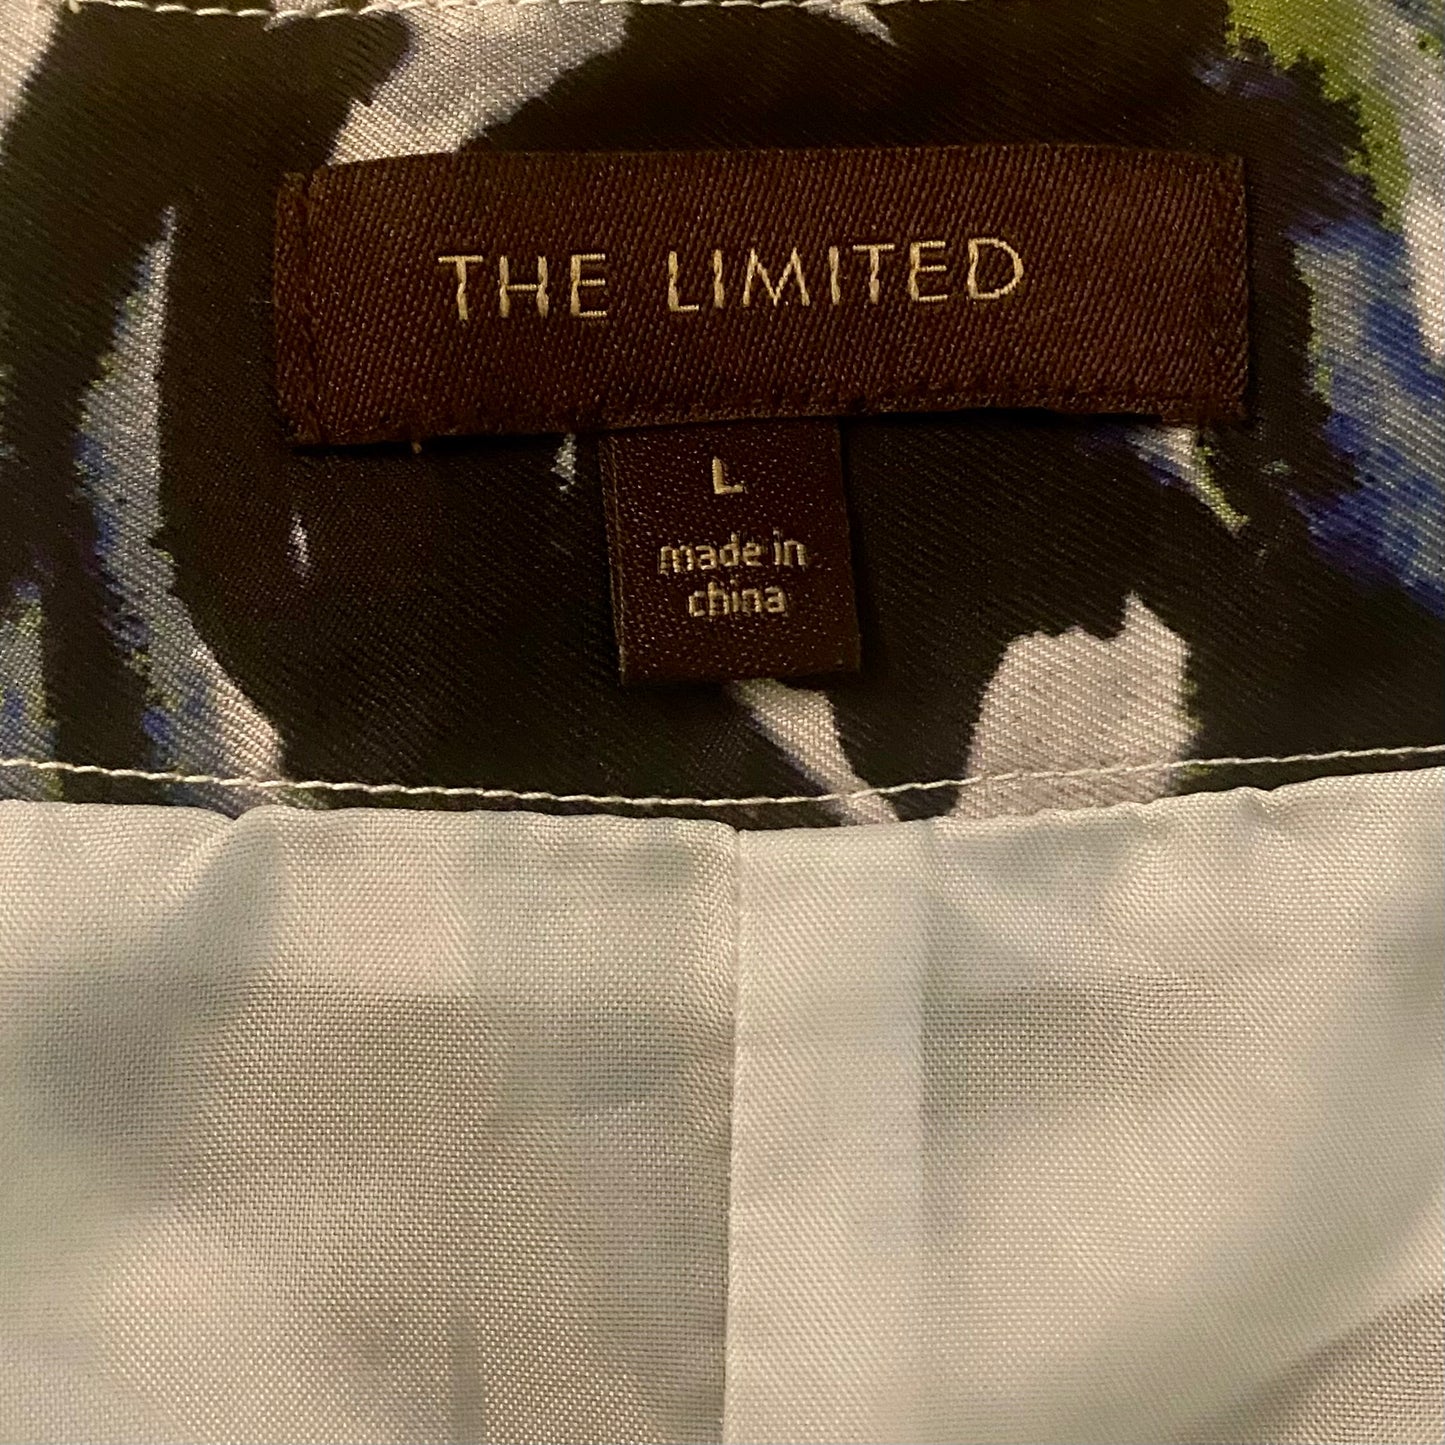 THE LIMITED
L
made in
china